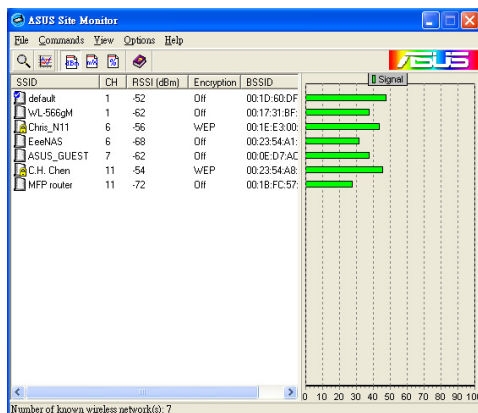 ASUS Site Monitor
File Commands View Options Help
ASUS
SSID CH RSSI (dBm) Encryption BSSID
Signal
default 1 -52 Off 00:1D:60:DF
WL-566gM 1 -62 Off 00:17:31:BF:
Chris_N11 6 -56 WEP 00:1E:E3:00:
EeeNAS 6 -68 Off 00:23:54:A1:
ASUS_GUEST 7 -62 Off 00:0E:D7:AC
C.H. Chen 11 -54 WEP 00:23:54:A8:
MFP router 11 -72 Off 00:1B:FC:57:
0 10 20 30 40 50 60 70 80 90 100
Number of known wireless network(s): 7